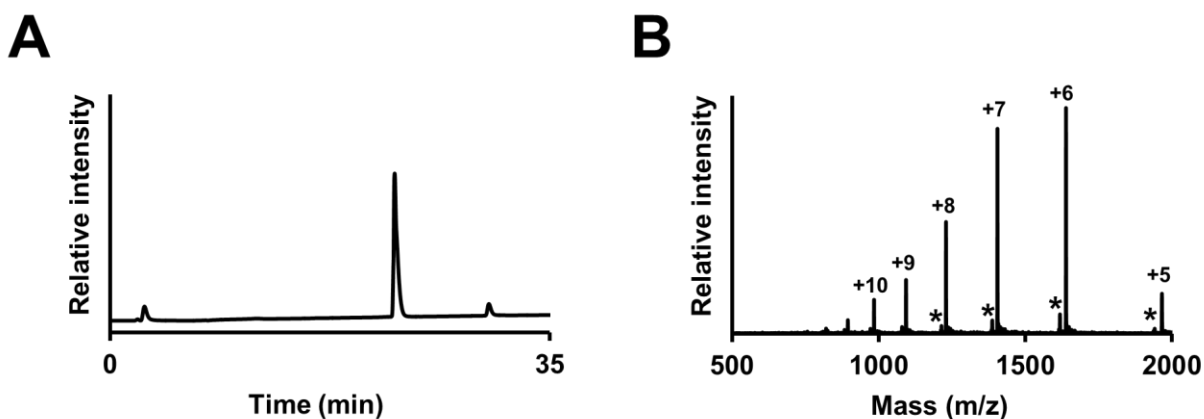 A
Relative intensity
0
35
Time (min)
B
Relative intensity
+10
+9
+8
+7
+6
+5
*
*
*
*
500
1000
1500
2000
Mass (m/z)